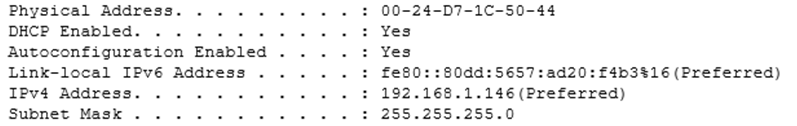 Physical Address. . . . . . . . . : 00-24-D7-1C-50-44
DHCP Enabled. . . . . . . . . . . : Yes
Autoconfiguration Enabled . . . . : Yes
Link-local IPv6 Address . . . . . : fe80::80dd:5657:ad20:f4b3%16(Preferred)
IPv4 Address. . . . . . . . . . . : 192.168.1.146(Preferred)
Subnet Mask . . . . . . . . . . . : 255.255.255.0